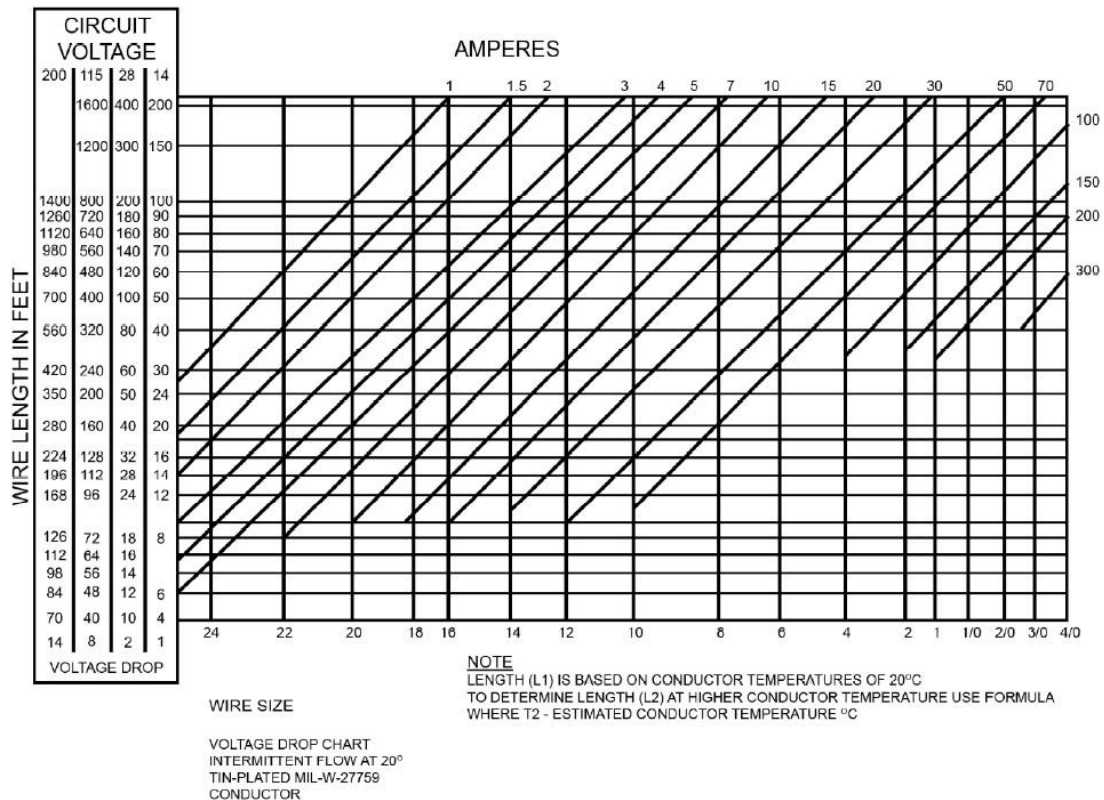 CIRCUIT
VOLTAGE
AMPERES
200 115 28 14
1 1.5 2 3 4 5 7 10 15 20 30 50 70
1600 400 200
100
1200 300 150
150
1400 800 200 100
1260 720 180 90
200
1120 640 160 80
980 560 140 70
300
840 480 120 60
700 400 100 50
560 320 80 40
420 240 60 30
350 200 50 24
280 160 40 20
224 128 32 16
196 112 28 14
168 96 24 12
126 72 18 8
112 64 16
98 56 14
84 48 12 6
70 40 10 4
14 8 2 1
WIRE LENGTH IN FEET
24 22 20 18 16 14 12 10 8 6 4 2 1 1/0 2/0 3/0 4/0
VOLTAGE DROP
NOTE
LENGTH (L1) IS BASED ON CONDUCTOR TEMPERATURES OF 20°C
TO DETERMINE LENGTH (L2) AT HIGHER CONDUCTOR TEMPERATURE USE FORMULA
WHERE T2 - ESTIMATED CONDUCTOR TEMPERATURE °C
WIRE SIZE
VOLTAGE DROP CHART
INTERMITTENT FLOW AT 20°
TIN-PLATED MIL-W-27759
CONDUCTOR